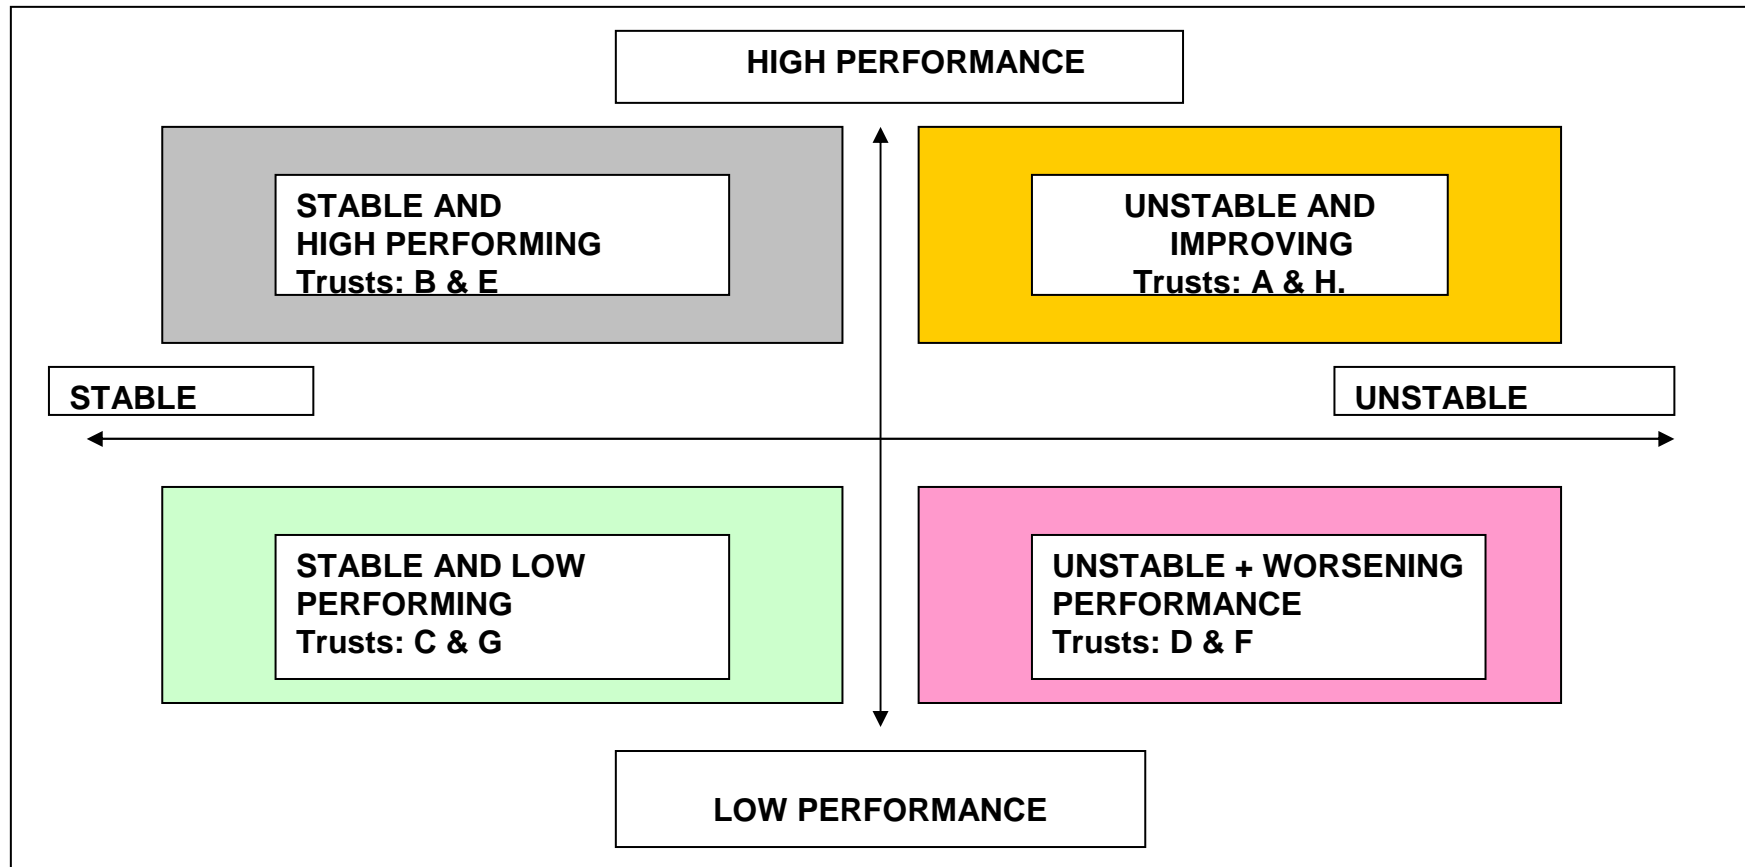 HIGH PERFORMANCE
STABLE AND
HIGH PERFORMING
Trusts: B & E
UNSTABLE AND
IMPROVING
Trusts: A & H.
STABLE
UNSTABLE
STABLE AND LOW
PERFORMING
Trusts: C & G
UNSTABLE + WORSENING
PERFORMANCE
Trusts: D & F
LOW PERFORMANCE